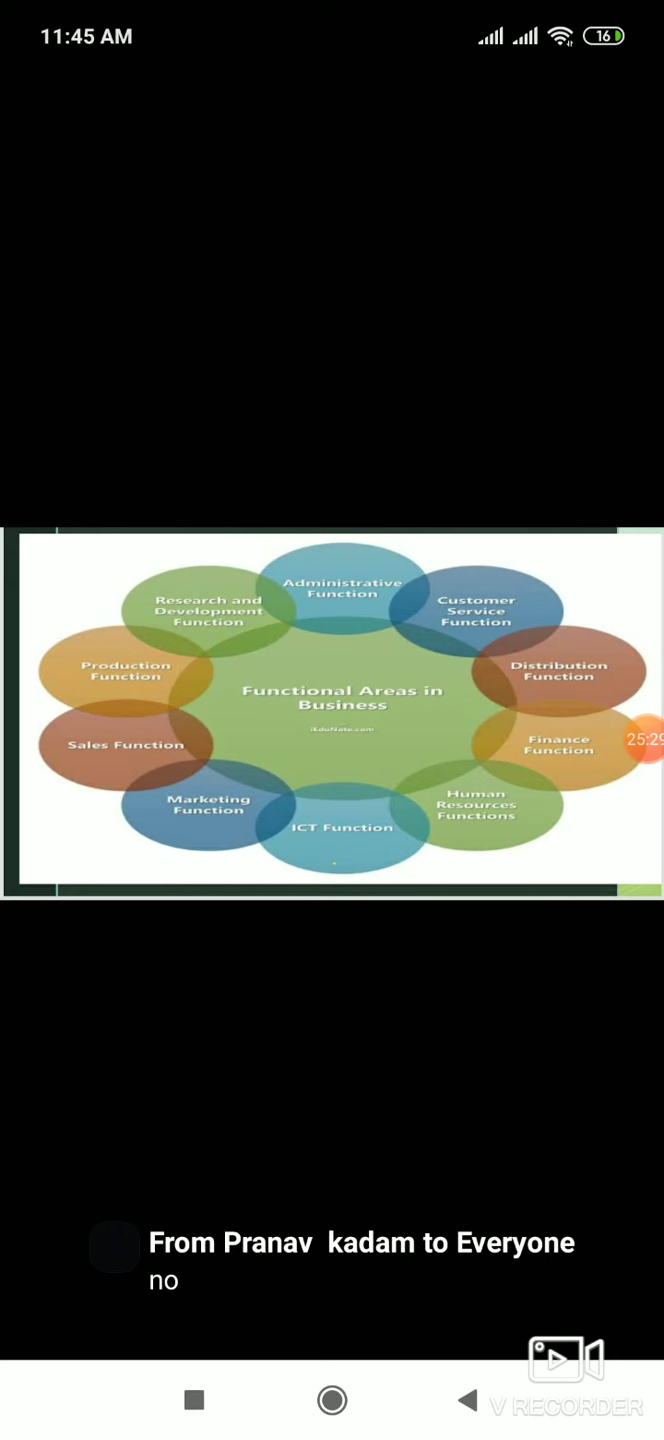 11:45 AM
16
Administrative
Function
Research and
Development
Function
Customer
Service
Function
Production
Function
Distribution
Function
Functional Areas in
Business
iEduNote.com
Sales Function
Finance
Function
25:29
Marketing
Function
Human
Resources
Functions
ICT Function
From Pranav kadam to Everyone
no
V RECORDER